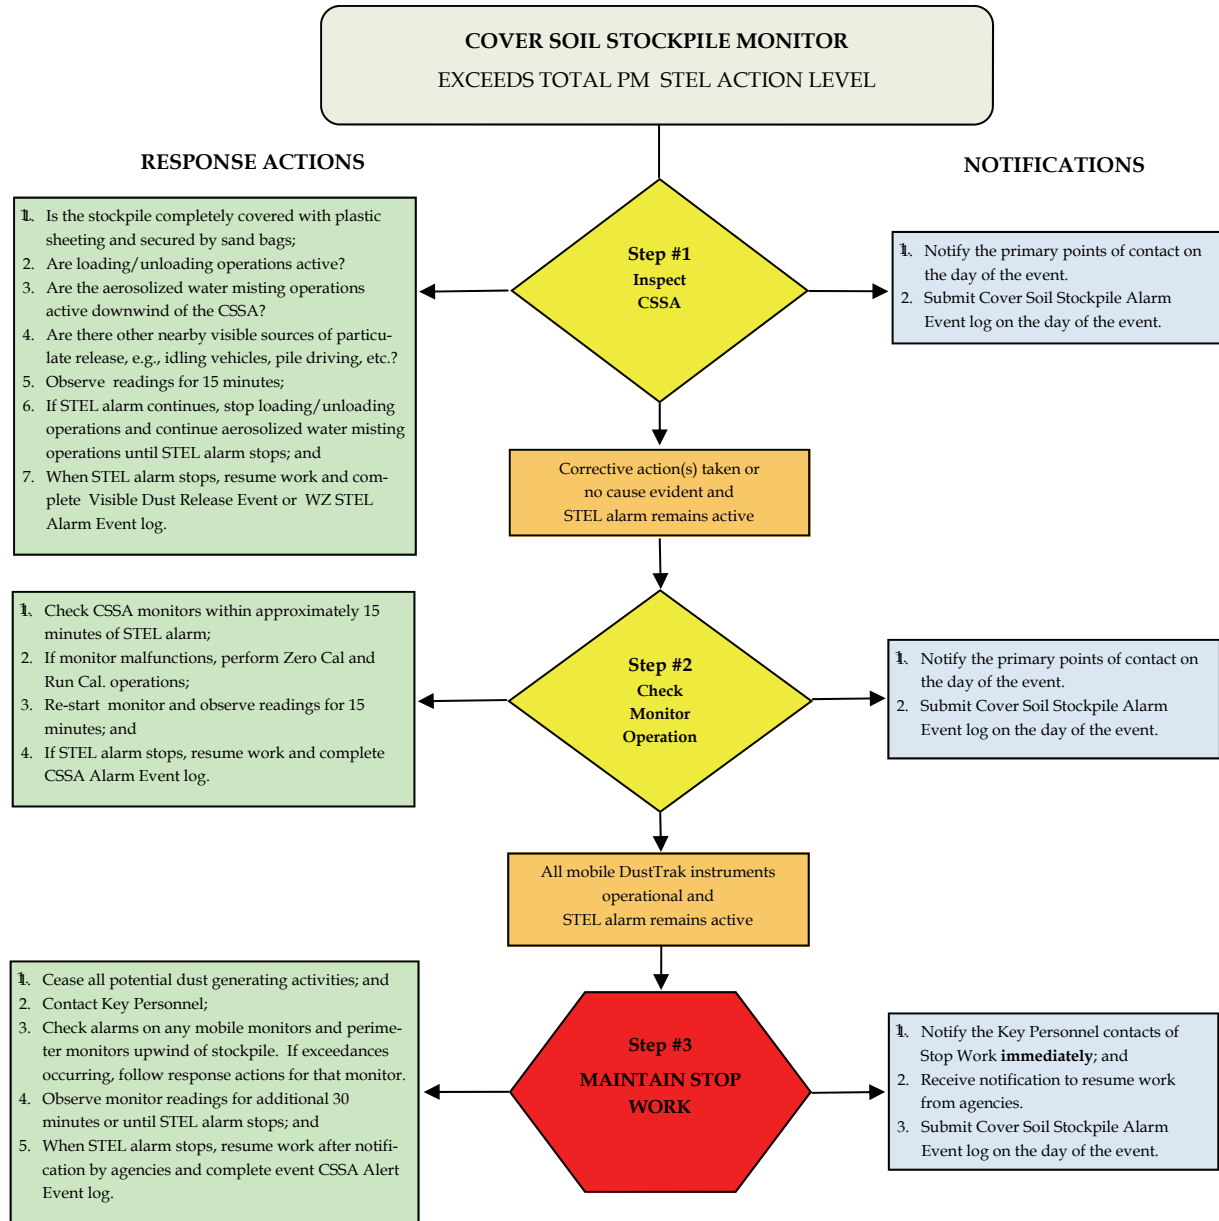 COVER SOIL STOCKPILE MONITOR
EXCEEDS TOTAL PM STEL ACTION LEVEL
RESPONSE ACTIONS
NOTIFICATIONS
1. Is the stockpile completely covered with plastic
sheeting and secured by sand bags;
2. Are loading/unloading operations active?
3. Are the aerosolized water misting operations
active downwind of the CSSA?
4. Are there other nearby visible sources of particu-
late release, e.g., idling vehicles, pile driving, etc.?
5. Observe readings for 15 minutes;
6. If STEL alarm continues, stop loading/unloading
operations and continue aerosolized water misting
operations until STEL alarm stops; and
7. When STEL alarm stops, resume work and com-
plete Visible Dust Release Event or WZ STEL
Alarm Event log.
Step #1
Inspect
CSSA
1. Notify the primary points of contact on
the day of the event.
2. Submit Cover Soil Stockpile Alarm
Event log on the day of the event.
Corrective action(s) taken or
no cause evident and
STEL alarm remains active
1. Check CSSA monitors within approximately 15
minutes of STEL alarm;
2. If monitor malfunctions, perform Zero Cal and
Run Cal. operations;
3. Re-start monitor and observe readings for 15
minutes; and
4. If STEL alarm stops, resume work and complete
CSSA Alarm Event log.
Step #2
Check
Monitor
Operation
1. Notify the primary points of contact on
the day of the event.
2. Submit Cover Soil Stockpile Alarm
Event log on the day of the event.
All mobile DustTrak instruments
operational and
STEL alarm remains active
1. Cease all potential dust generating activities; and
2. Contact Key Personnel;
3. Check alarms on any mobile monitors and perime-
ter monitors upwind of stockpile. If exceedances
occurring, follow response actions for that monitor.
4. Observe monitor readings for additional 30
minutes or until STEL alarm stops; and
5. When STEL alarm stops, resume work after notifi-
cation by agencies and complete event CSSA Alert
Event log.
Step #3
MAINTAIN STOP
WORK
1. Notify the Key Personnel contacts of
Stop Work immediately; and
2. Receive notification to resume work
from agencies.
3. Submit Cover Soil Stockpile Alarm
Event log on the day of the event.